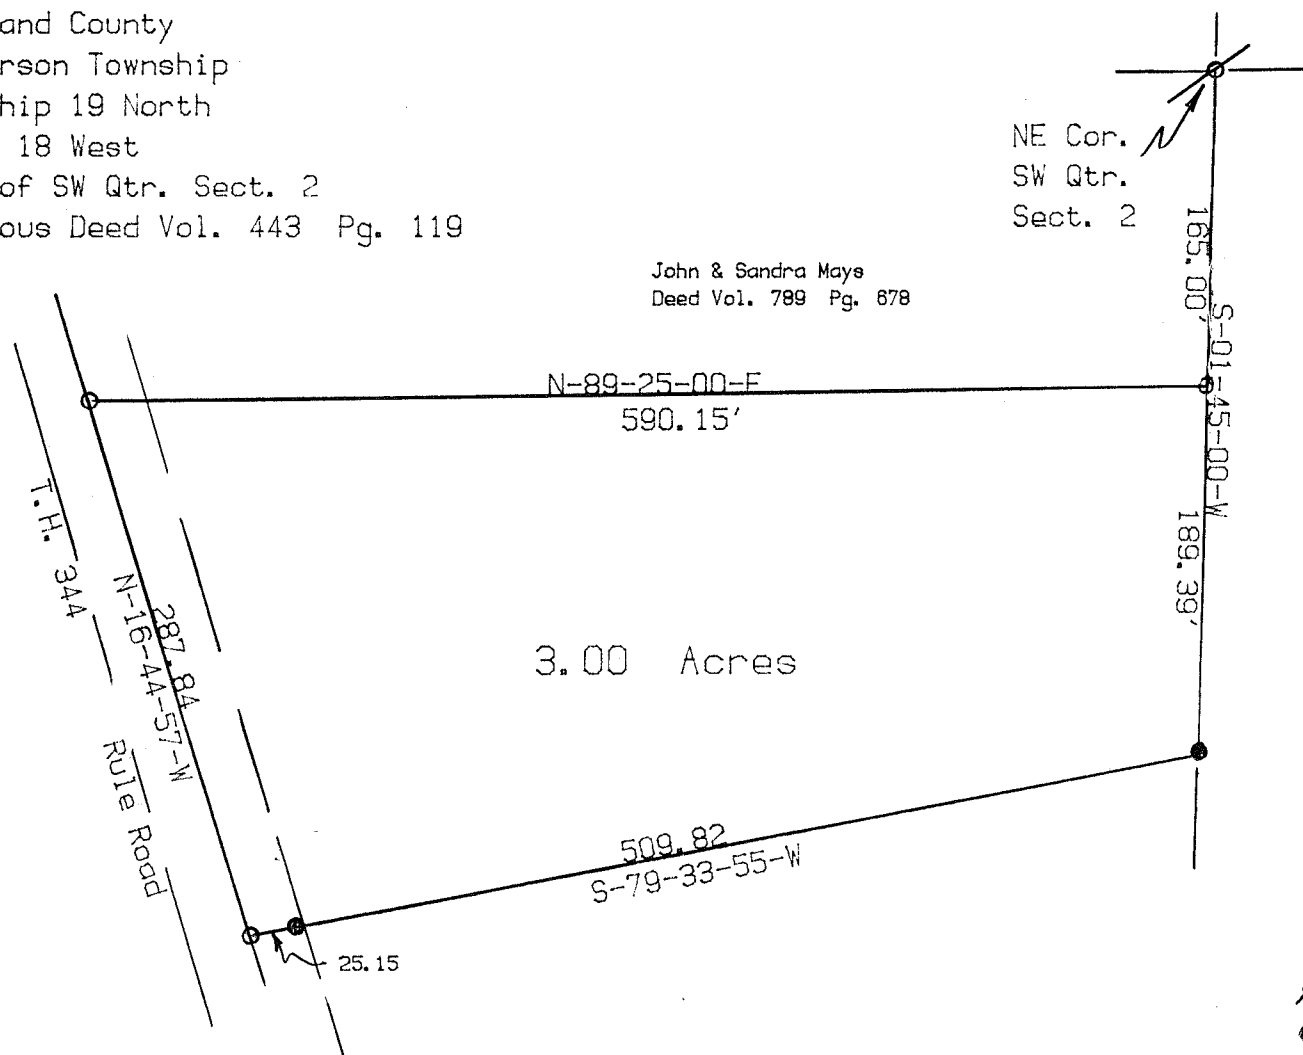 and County
rson Township
hip 19 North
18 West
of SW Qtr. Sect. 2
ous Deed Vol. 443 Pg. 119
NE Cor.
SW Qtr.
Sect. 2
John & Sandra Mays
Deed Vol. 789 Pg. 678
165.00'
S-01-45-00-W
N-89-25-00-E
590.15'
189.39'
T.H. 344
287.84
N-16-44-57-W
3.00 Acres
Rule Road
509.82
S-79-33-55-W
25.15